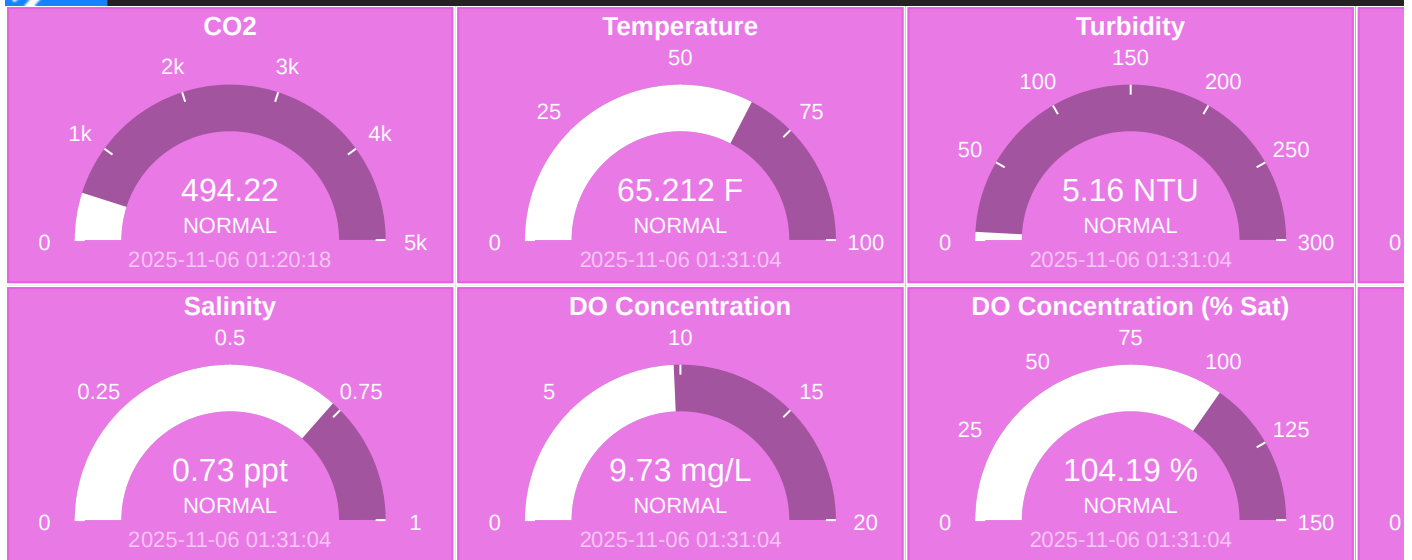 CO2
2k
3k
1k
4k
494.22
NORMAL
0
5k
2025-11-06 01:20:18
Temperature
50
25
75
65.212 F
NORMAL
0
100
2025-11-06 01:31:04
Turbidity
150
100
200
50
250
5.16 NTU
NORMAL
0
300
2025-11-06 01:31:04
0
Salinity
0.5
0.25
0.75
0.73 ppt
NORMAL
0
1
2025-11-06 01:31:04
DO Concentration
10
5
15
9.73 mg/L
NORMAL
0
20
2025-11-06 01:31:04
DO Concentration (% Sat)
75
50
100
25
125
104.19 %
NORMAL
0
150
2025-11-06 01:31:04
0